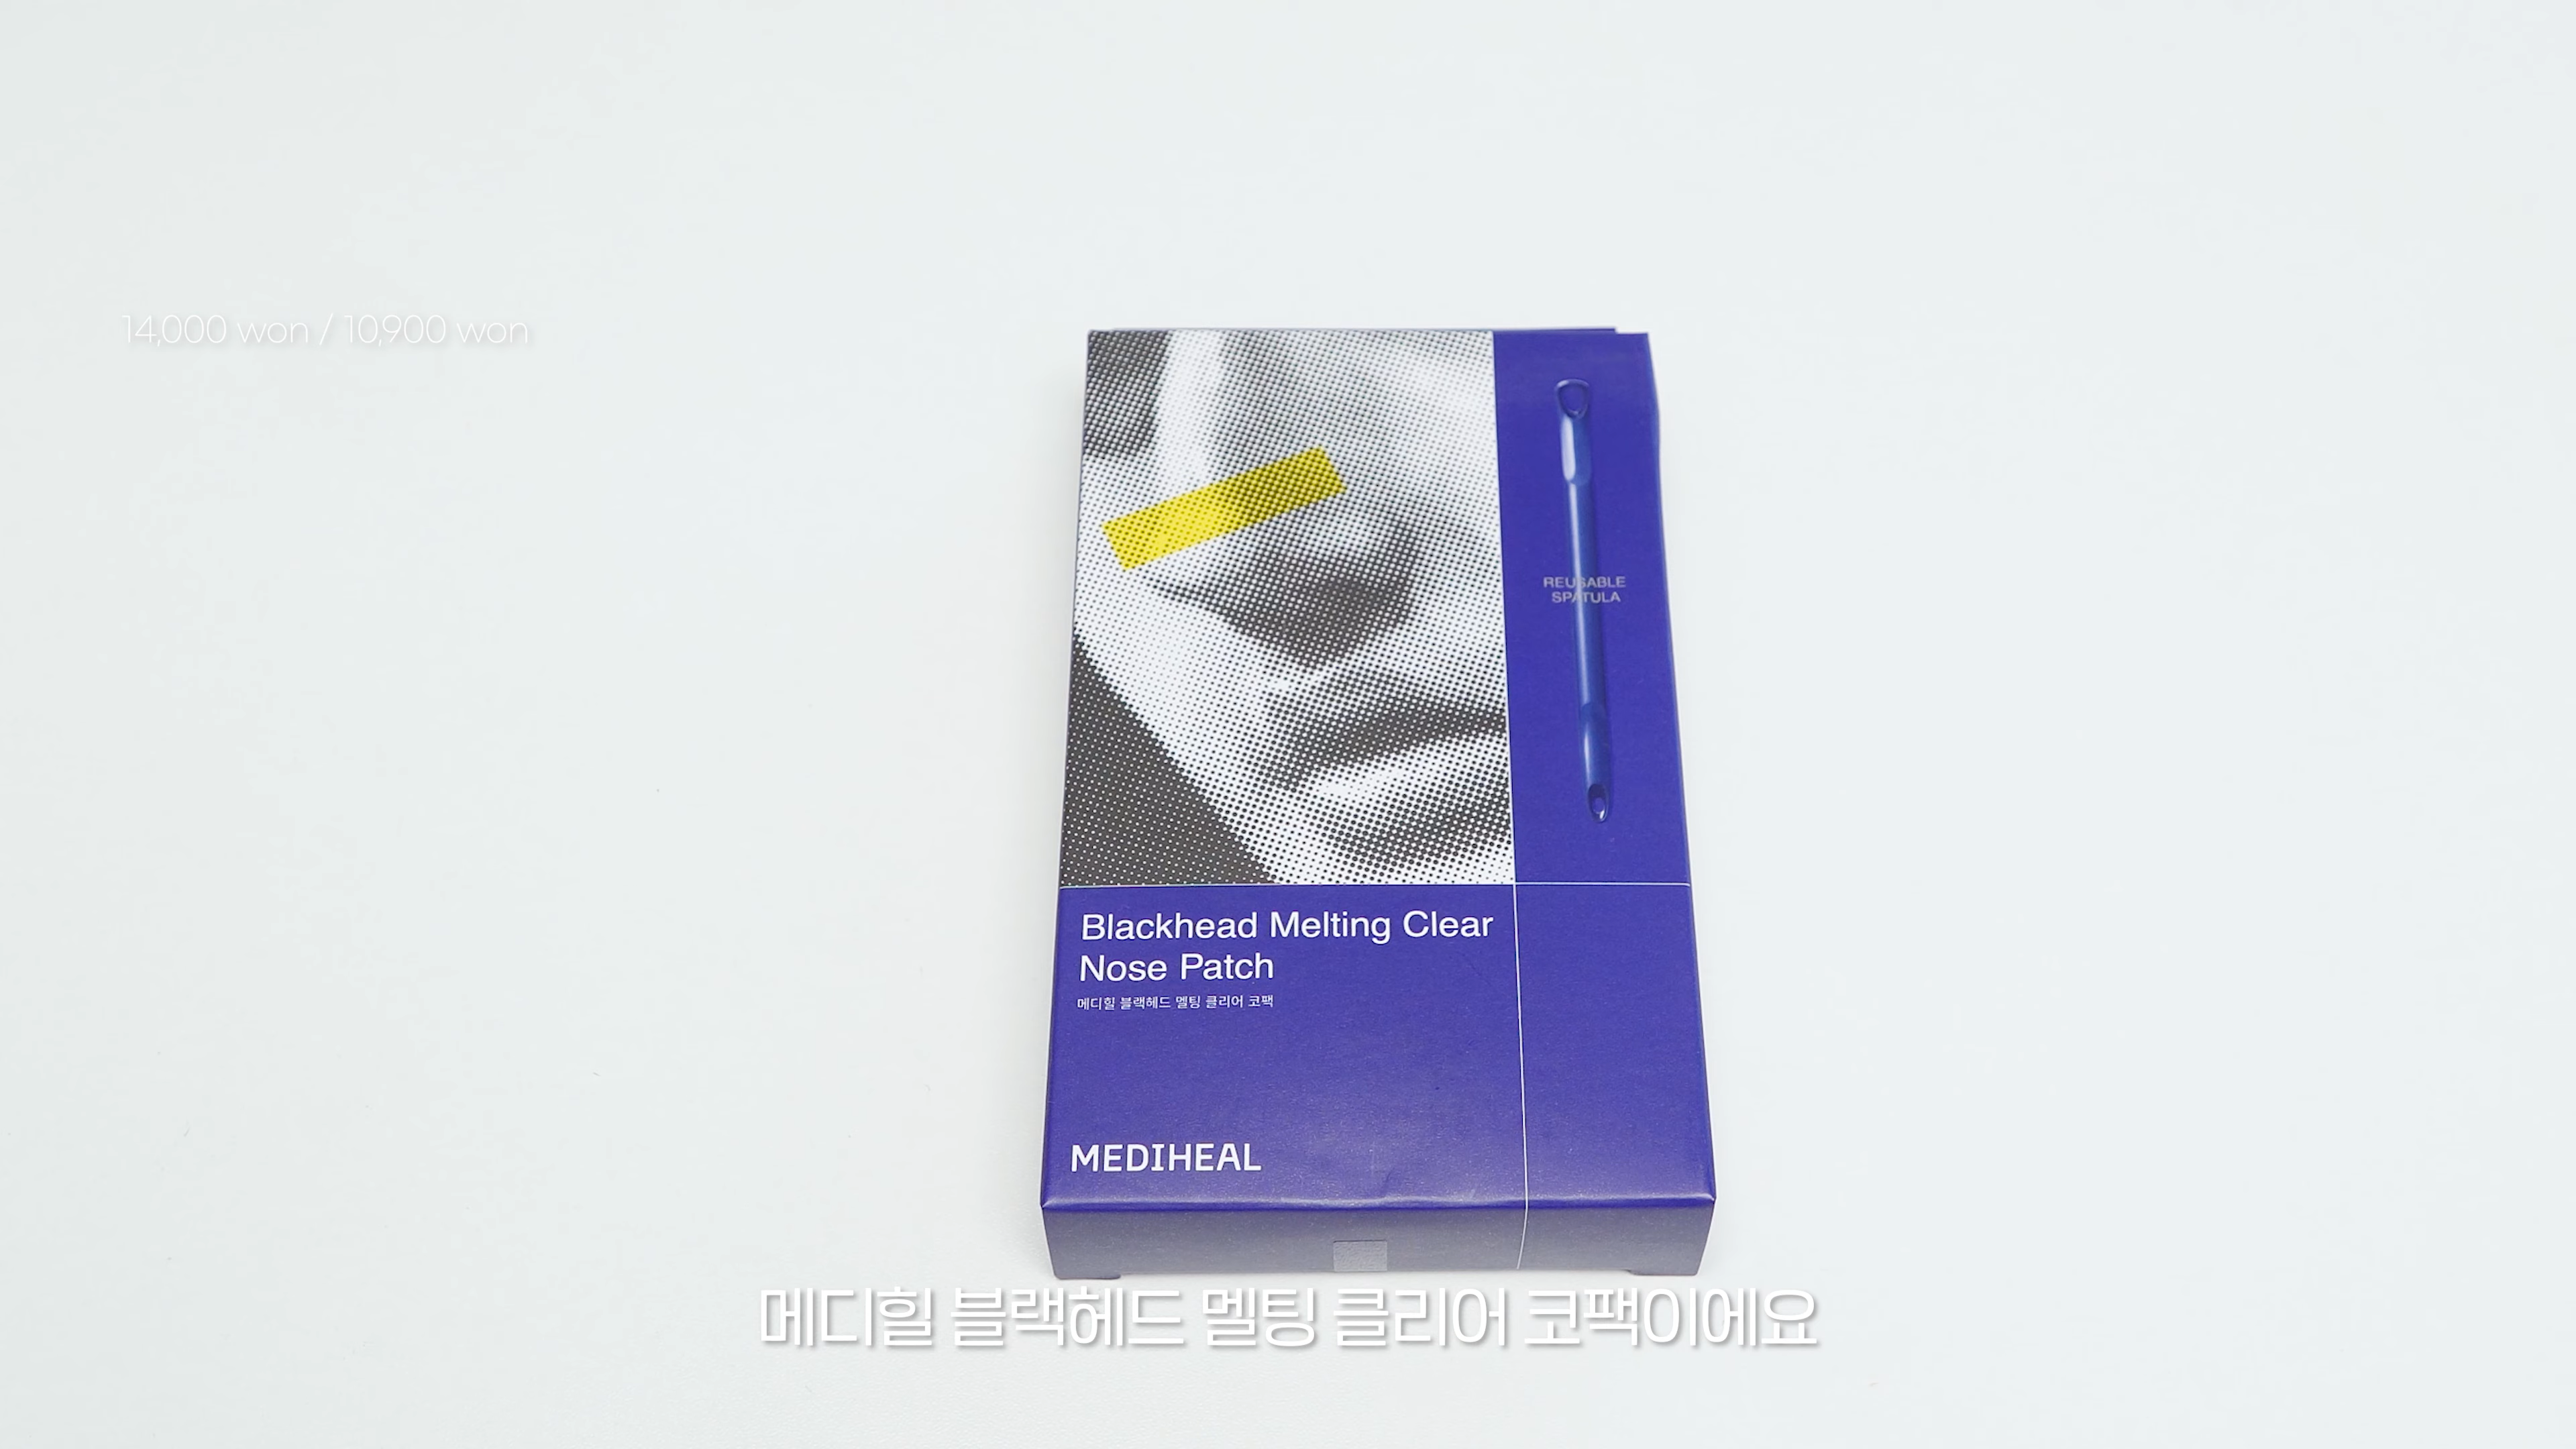 14,000 won / 10,900 won
REUSABLE
SPATULA
Blackhead Melting Clear
Nose Patch
메디힐 블랙헤드 멜팅 클리어 코팩
MEDIHEAL
메디힐 블랙헤드 멜팅 클리어 코팩이에요